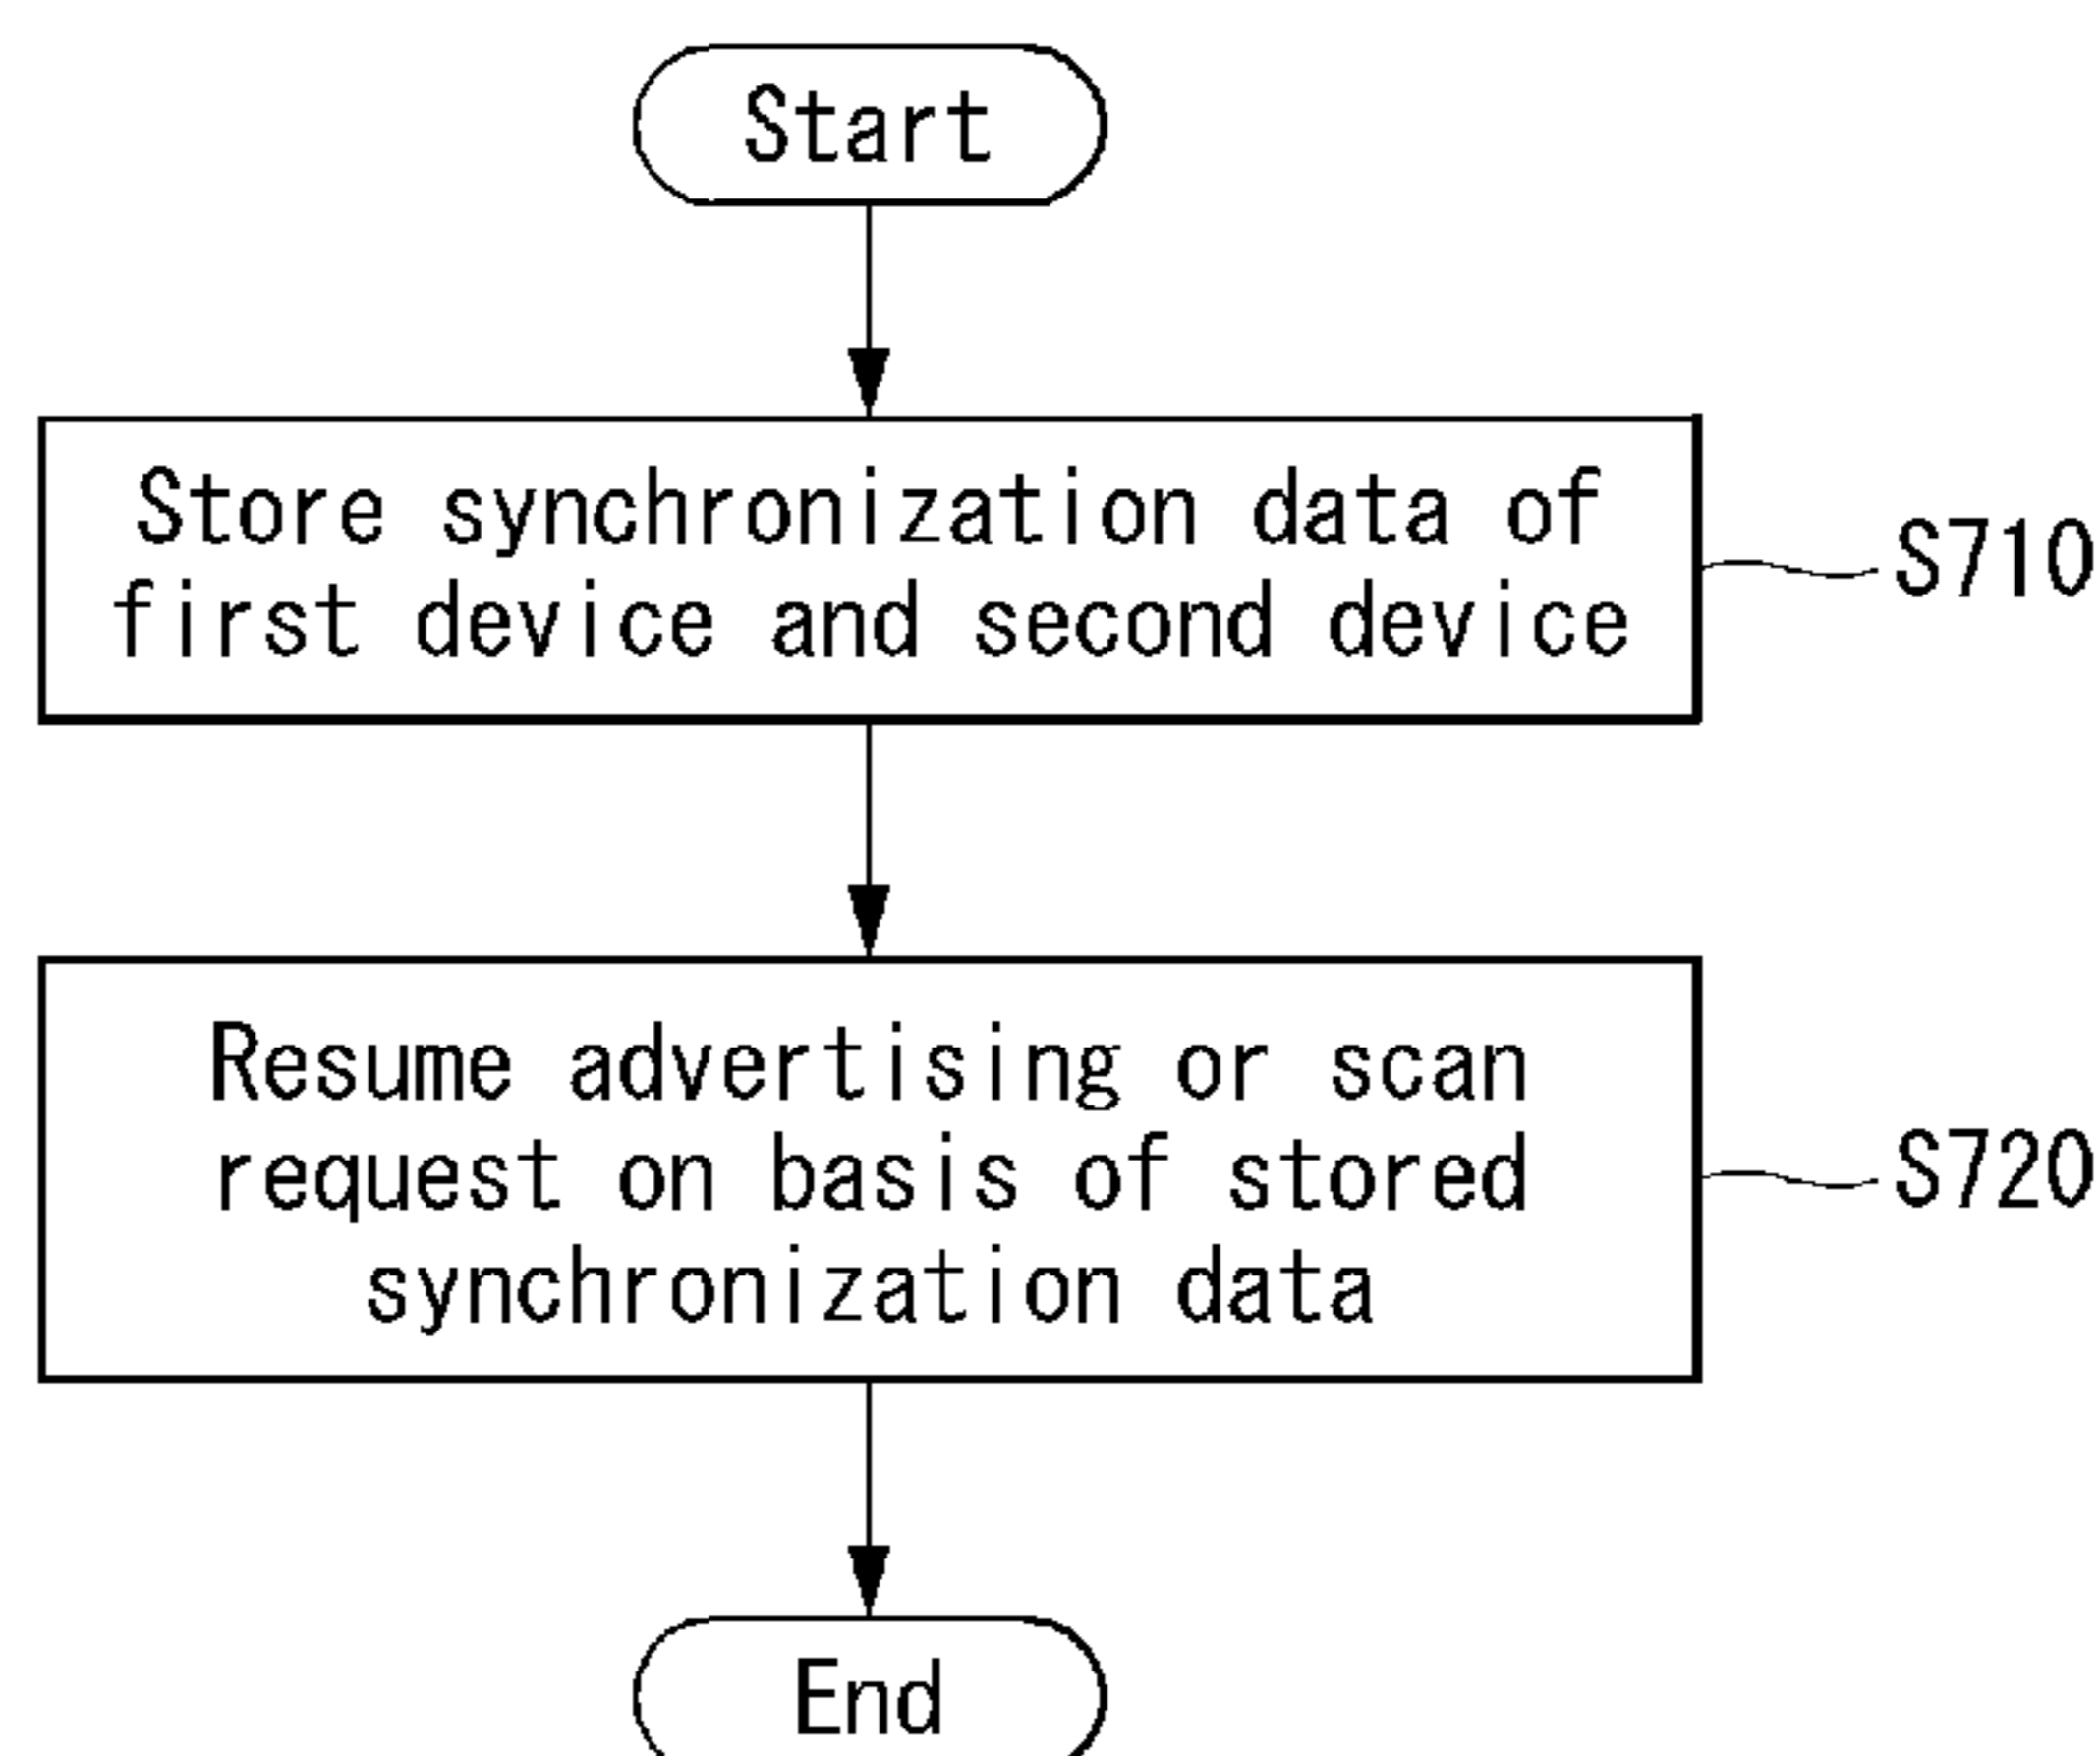 Start
Store synchronization data of
first device and second device
S710
Resume advertising or scan
request on basis of stored
synchronization data
S720
End